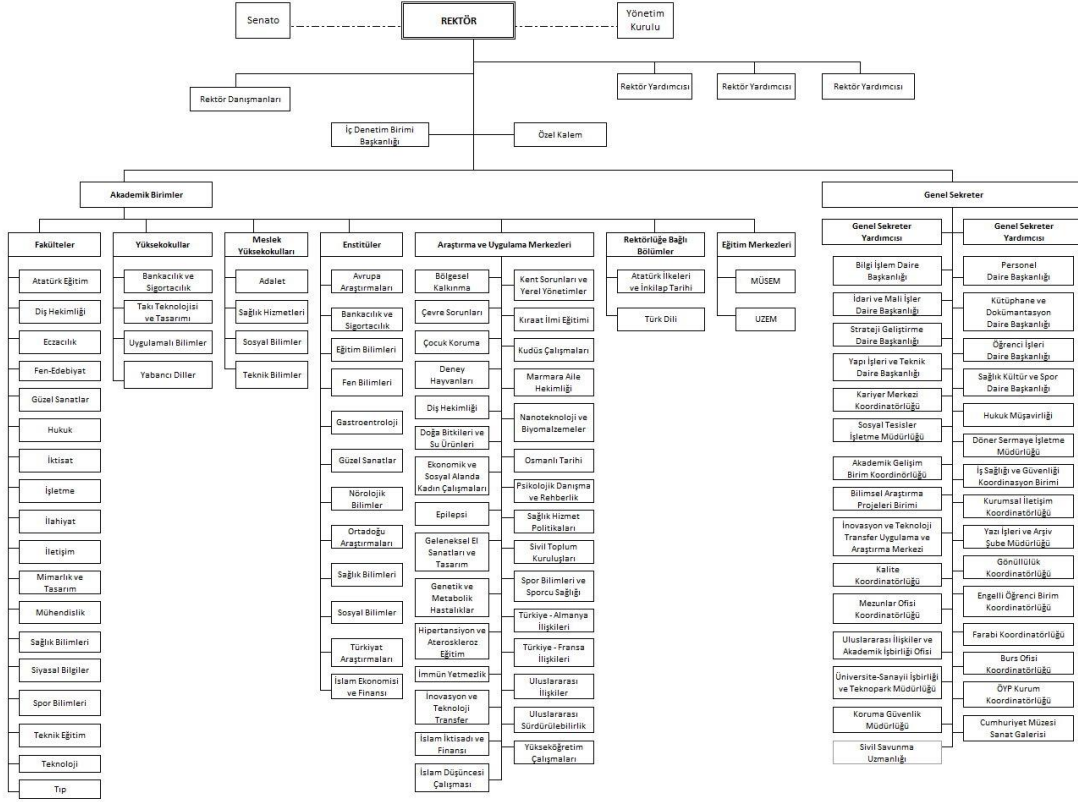 Senato
REKTÖR
Yönetim
Kurulu
Rektör Danışmanları
Rektör Yardımcısı
Rektör Yardımcısı
Rektör Yardımcısı
İç Denetim Birimi
Başkanlığı
Özel Kalem
Akademik Birimler
Genel Sekreter
Fakülteler
Atatürk Eğitim
Diş Hekimliği
Eczacılık
Fen-Edebiyat
Güzel Sanatlar
Hukuk
İktisat
İşletme
İlahiyat
İletişim
Mimarlık ve
Tasarım
Mühendislik
Sağlık Bilimleri
Siyasal Bilgiler
Spor Bilimleri
Teknik Eğitim
Teknoloji
Tıp
Yüksekokullar
Bankacılık ve
Sigortacılık
Takı Teknolojisi
ve Tasarımı
Uygulamalı Bilimler
Yabancı Diller
Meslek
Yüksekokulları
Adalet
Sağlık Hizmetleri
Sosyal Bilimler
Teknik Bilimler
Enstitüler
Avrupa
Araştırmaları
Bankacılık ve
Sigortacılık
Eğitim Bilimleri
Fen Bilimleri
Gastroentroloji
Güzel Sanatlar
Nörolojik
Bilimler
Ortadoğu
Araştırmaları
Sağlık Bilimleri
Sosyal Bilimler
Türkiyat
Araştırmaları
İslam Ekonomisi
ve Finansı
Araştırma ve Uygulama Merkezleri
Bölgesel
Kalkınma
Çevre Sorunları
Çocuk Koruma
Deney
Hayvanları
Diş Hekimliği
Doğa Bitkileri ve
Su Ürünleri
Ekonomik ve
Sosyal Alanda
Kadın Çalışmaları
Epilepsi
Geleneksel El
Sanatları ve
Tasarım
Genetik ve
Metabolik
Hastalıklar
Hipertansiyon ve
Ateroskleroz
Eğitim
İmmün Yetmezlik
İnovasyon ve
Teknoloji
Transfer
İslam İktisadı ve
Finansı
İslam Düşüncesi
Çalışması
Kent Sorunları ve
Yerel Yönetimler
Kıraat İlmi Eğitimi
Kudüs Çalışmaları
Marmara Aile
Hekimliği
Nanoteknoloji ve
Biyomalzemeler
Osmanlı Tarihi
Psikolojik Danışma
ve Rehberlik
Sağlık Hizmet
Politikaları
Sivil Toplum
Kuruluşları
Spor Bilimleri ve
Sporcu Sağlığı
Türkiye - Almanya
İlişkileri
Türkiye - Fransa
İlişkileri
Uluslararası
İlişkiler
Uluslararası
Sürdürülebilirlik
Yükseköğretim
Çalışmaları
Rektörlüğe Bağlı
Bölümler
Atatürk İlkeleri
ve İnkilap Tarihi
Türk Dili
Eğitim Merkezleri
MÜSEM
UZEM
Genel Sekreter
Yardımcısı
Bilgi İşlem Daire
Başkanlığı
İdari ve Mali İşler
Daire Başkanlığı
Strateji Geliştirme
Daire Başkanlığı
Yapı İşleri ve Teknik
Daire Başkanlığı
Kariyer Merkezi
Koordinatörlüğü
Sosyal Tesisler
İşletme Müdürlüğü
Akademik Gelişim
Birim Koordinörlüğü
Bilimsel Araştırma
Projeleri Birimi
İnovasyon ve Teknoloji
Transfer Uygulama ve
Araştırma Merkezi
Kalite
Koordinatörlüğü
Mezunlar Ofisi
Koordinatörlüğü
Uluslararası İlişkiler ve
Akademik İşbirliği Ofisi
Üniversite-Sanayii İşbirliği
ve Teknopark Müdürlüğü
Koruma Güvenlik
Müdürlüğü
Sivil Savunma
Uzmanlığı
Genel Sekreter
Yardımcısı
Personel
Daire Başkanlığı
Kütüphane ve
Dokümantasyon
Daire Başkanlığı
Öğrenci İşleri
Daire Başkanlığı
Sağlık Kültür ve Spor
Daire Başkanlığı
Hukuk Müşavirliği
Döner Sermaye İşletme
Müdürlüğü
İş Sağlığı ve Güvenliği
Koordinasyon Birimi
Kurumsal İletişim
Koordinatörlüğü
Yazı İşleri ve Arşiv
Şube Müdürlüğü
Gönüllülük
Koordinatörlüğü
Engelli Öğrenci Birim
Koordinatörlüğü
Farabi Koordinatörlüğü
Burs Ofisi
Koordinatörlüğü
ÖYP Kurum
Koordinatörlüğü
Cumhuriyet Müzesi
Sanat Galerisi